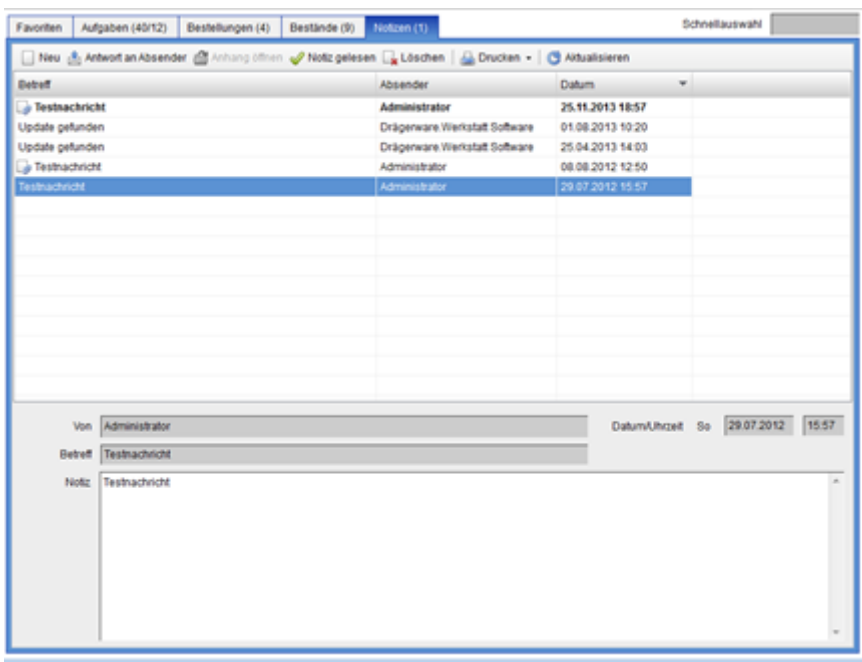 Favoriten Aufgaben (40/12) Bestellungen (4) Bestände (9) Notizen (1) Schnellauswahl
Neu Antwort an Absender Anhang öffnen Notiz gelesen Löschen Drucken Aktualisieren
Betreff Absender Datum
Testnachricht Administrator 25.11.2013 18:57
Update gefunden Drägerware.Werkstatt Software 01.08.2013 10:20
Update gefunden Drägerware.Werkstatt Software 25.04.2013 14:03
Testnachricht Administrator 08.08.2012 12:50
Testnachricht Administrator 29.07.2012 15:57
Von Administrator Datum/Uhrzeit So 29.07.2012 15:57
Betreff Testnachricht
Notiz Testnachricht